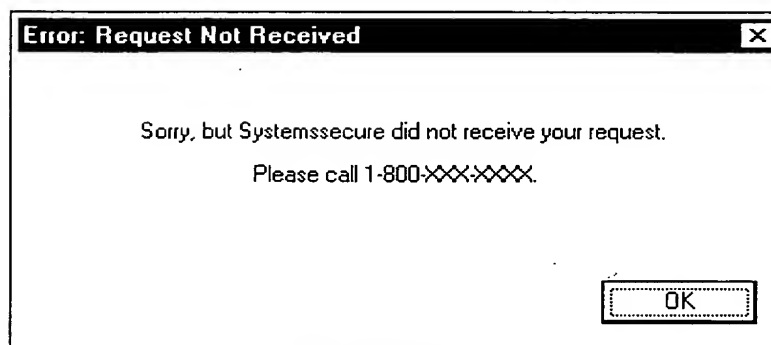 Error: Request Not Received
Sorry, but Systemssecure did not receive your request.
Please call 1-800-XXX-XXXX.
OK